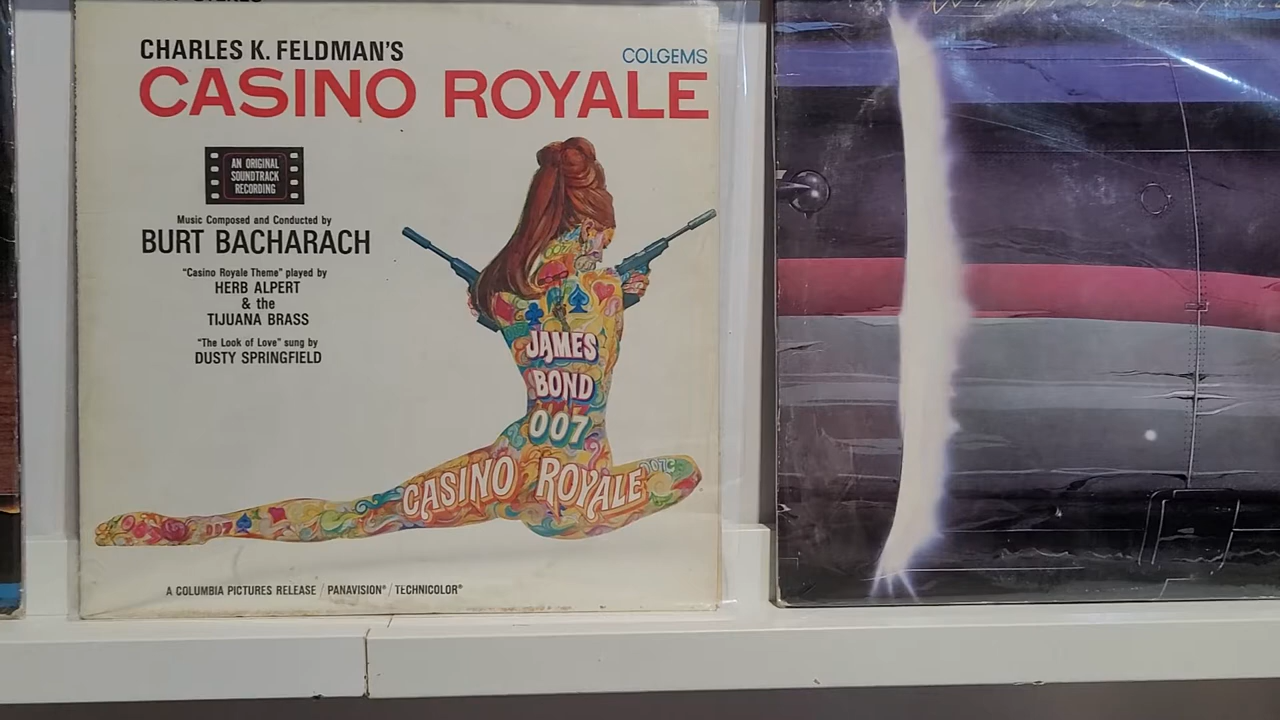 STEREO
CHARLES K. FELDMAN'S
COLGEMS
CASINO ROYALE
AN ORIGINAL
SOUNDTRACK
RECORDING
Music Composed and Conducted by
BURT BACHARACH
"Casino Royale Theme" played by
HERB ALPERT
& the
TIJUANA BRASS
"The Look of Love" sung by
DUSTY SPRINGFIELD
JAMES
BOND
007
CASINO ROYALE
007
A COLUMBIA PICTURES RELEASE / PANAVISION® / TECHNICOLOR®